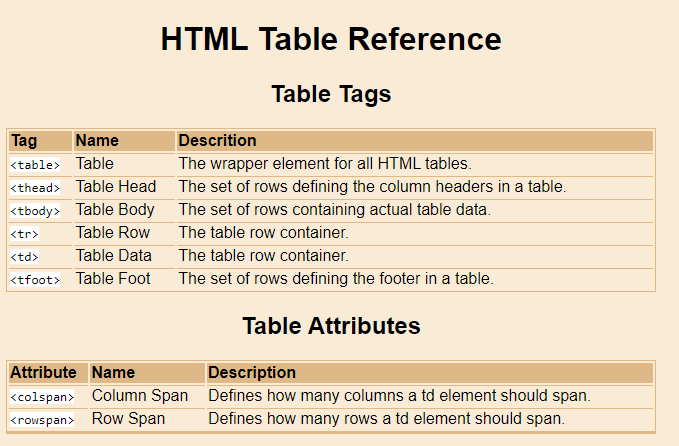 HTML Table Reference
Table Tags
Tag Name Descrition
<table> Table The wrapper element for all HTML tables.
<thead> Table Head The set of rows defining the column headers in a table.
<tbody> Table Body The set of rows containing actual table data.
<tr> Table Row The table row container.
<td> Table Data The table row container.
<tfoot> Table Foot The set of rows defining the footer in a table.
Table Attributes
Attribute Name Description
<colspan> Column Span Defines how many columns a td element should span.
<rowspan> Row Span Defines how many rows a td element should span.